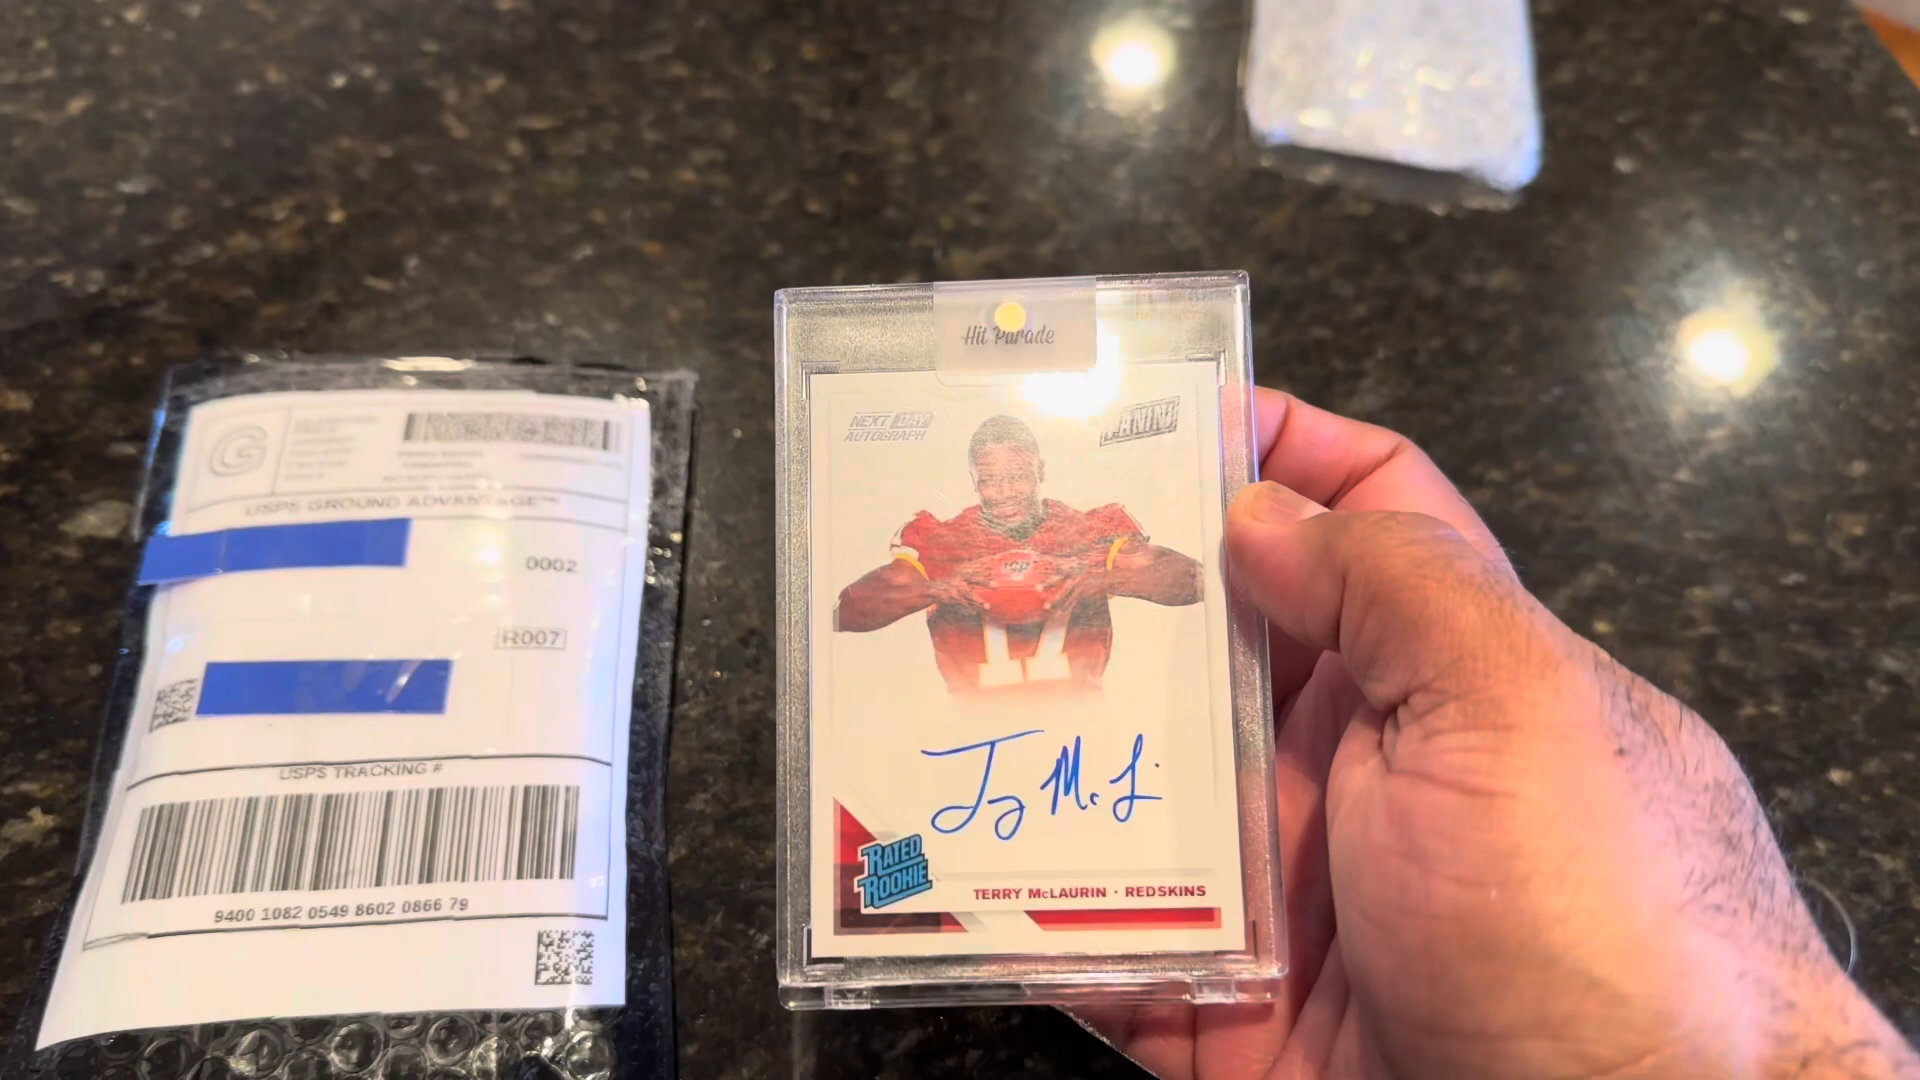 G
USPS GROUND ADVANTAGE™
0002
R007
USPS TRACKING #
9400 1082 0549 8602 0866 79
Hit Parade
NEXT DAY
AUTOGRAPH
PANINI
17
RATED
ROOKIE
TERRY McLAURIN · REDSKINS